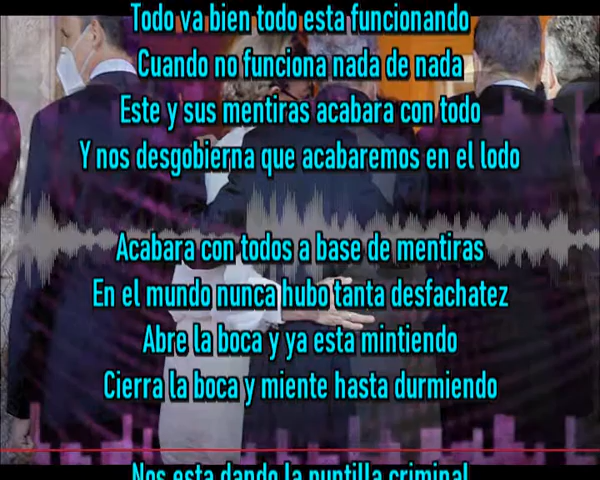 Todo va bien todo esta funcionando
Cuando no funciona nada de nada
Este y sus mentiras acabara con todo
Y nos desgobierna que acabaremos en el lodo
Acabara con todos a base de mentiras
En el mundo nunca hubo tanta desfachatez
Abre la boca y ya esta mintiendo
Cierra la boca y miente hasta durmiendo
Nos esta dando la puntilla criminal